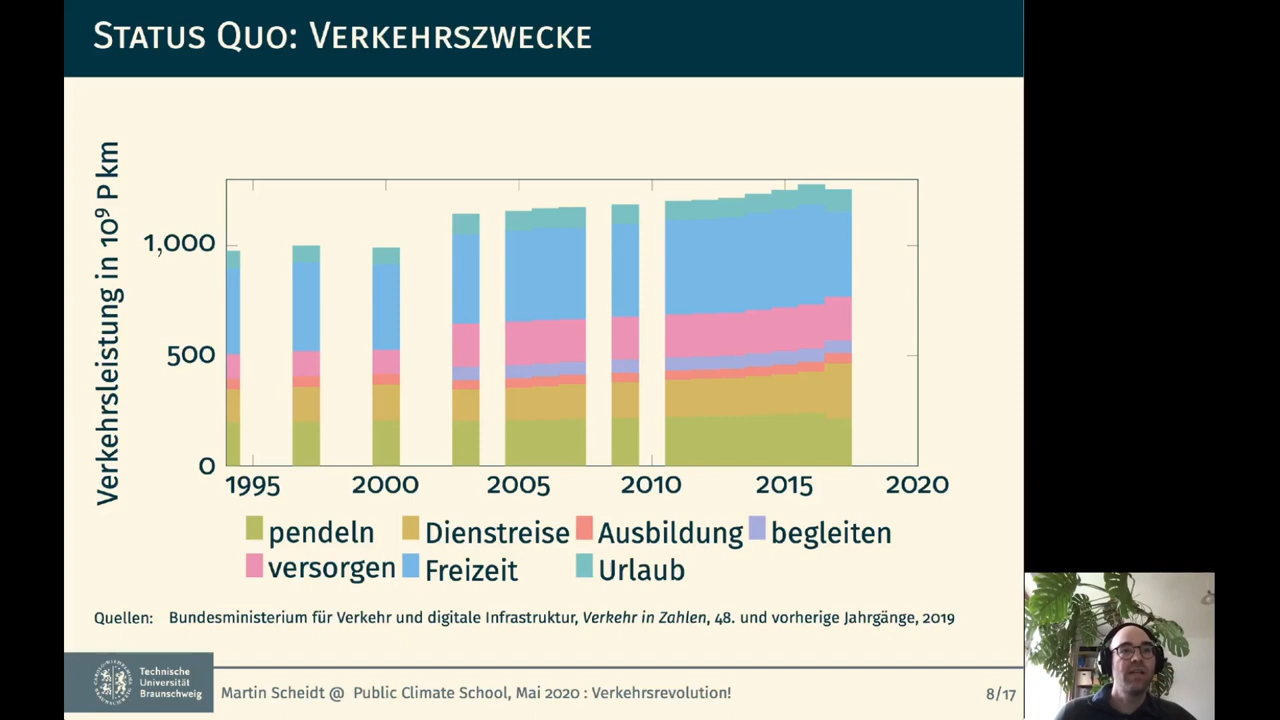 Status Quo: Verkehrszwecke
Verkehrsleistung in 10⁹ P km
1,000
500
0
1995 2000 2005 2010 2015 2020
pendeln Dienstreise Ausbildung begleiten
versorgen Freizeit Urlaub
Quellen: Bundesministerium für Verkehr und digitale Infrastruktur, Verkehr in Zahlen, 48. und vorherige Jahrgänge, 2019
Technische
Universität
Braunschweig
Martin Scheidt @ Public Climate School, Mai 2020 : Verkehrsrevolution!
8/17